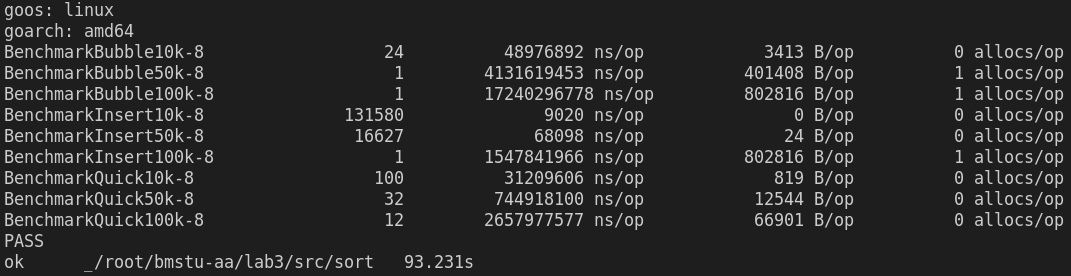 goos: linux
goarch: amd64
BenchmarkBubble10k-8 24 48976892 ns/op 3413 B/op 0 allocs/op
BenchmarkBubble50k-8 1 4131619453 ns/op 401408 B/op 1 allocs/op
BenchmarkBubble100k-8 1 17240296778 ns/op 802816 B/op 1 allocs/op
BenchmarkInsert10k-8 131580 9020 ns/op 0 B/op 0 allocs/op
BenchmarkInsert50k-8 16627 68098 ns/op 24 B/op 0 allocs/op
BenchmarkInsert100k-8 1 1547841966 ns/op 802816 B/op 1 allocs/op
BenchmarkQuick10k-8 100 31209606 ns/op 819 B/op 0 allocs/op
BenchmarkQuick50k-8 32 744918100 ns/op 12544 B/op 0 allocs/op
BenchmarkQuick100k-8 12 2657977577 ns/op 66901 B/op 0 allocs/op
PASS
ok _/root/bmstu-aa/lab3/src/sort 93.231s